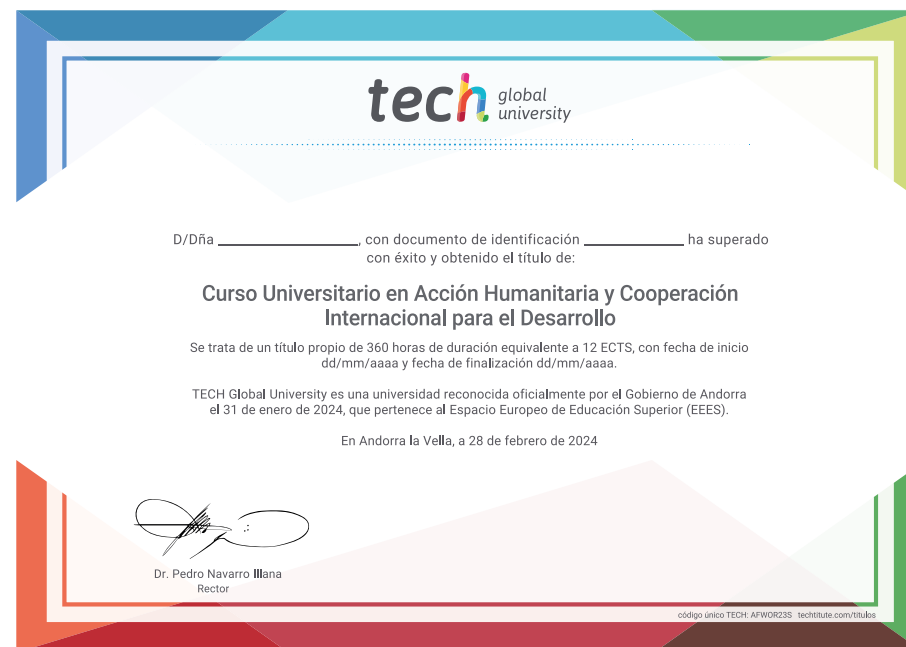 tech global university
D/Dña ____________________, con documento de identificación ______________ ha superado
con éxito y obtenido el título de:
Curso Universitario en Acción Humanitaria y Cooperación
Internacional para el Desarrollo
Se trata de un título propio de 360 horas de duración equivalente a 12 ECTS, con fecha de inicio
dd/mm/aaaa y fecha de finalización dd/mm/aaaa.
TECH Global University es una universidad reconocida oficialmente por el Gobierno de Andorra
el 31 de enero de 2024, que pertenece al Espacio Europeo de Educación Superior (EEES).
En Andorra la Vella, a 28 de febrero de 2024
Dr. Pedro Navarro Illana
Rector
código único TECH: AFWOR23S techtitute.com/titulos